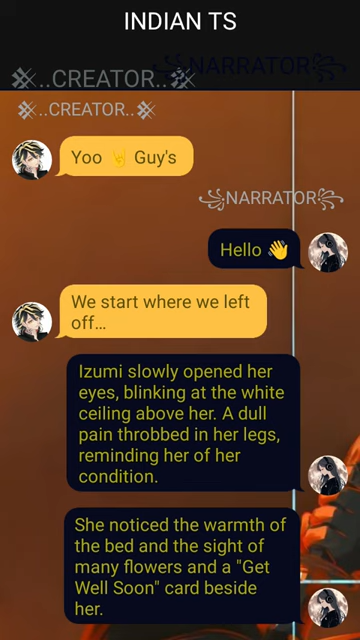 INDIAN TS
꧁NARRATOR꧂
𒆜..CREATOR..𒆜
𒆜..CREATOR..𒆜
Yoo 🤘 Guy's
꧁NARRATOR꧂
Hello 👋
We start where we left
off...
Izumi slowly opened her
eyes, blinking at the white
ceiling above her. A dull
pain throbbed in her legs,
reminding her of her
condition.
She noticed the warmth of
the bed and the sight of
many flowers and a "Get
Well Soon" card beside
her.